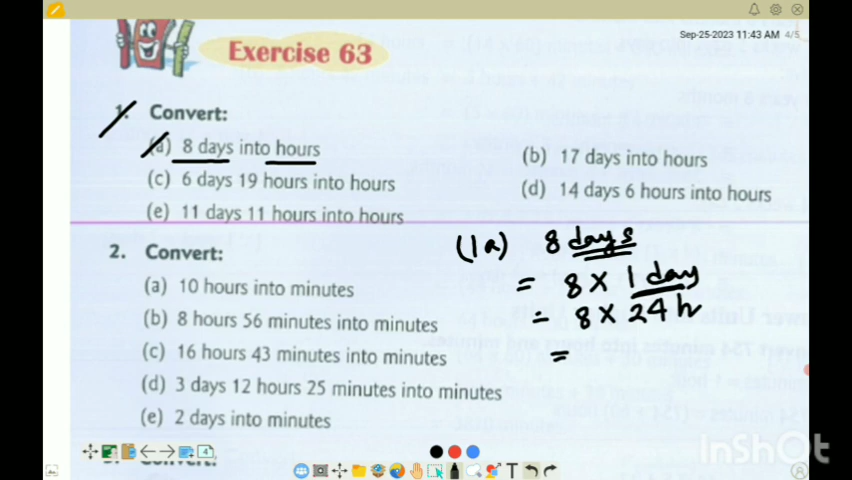 Sep-25-2023 11:43 AM 4/5
Exercise 63
1. Convert:
(a) 8 days into hours
(b) 17 days into hours
(c) 6 days 19 hours into hours
(d) 14 days 6 hours into hours
(e) 11 days 11 hours into hours
2. Convert:
(a) 10 hours into minutes
(b) 8 hours 56 minutes into minutes
(c) 16 hours 43 minutes into minutes
(d) 3 days 12 hours 25 minutes into minutes
(e) 2 days into minutes
(1a) 8 days
= 8 × 1 day
= 8 × 24 h
=
3. Convert:
T
4
InShOt